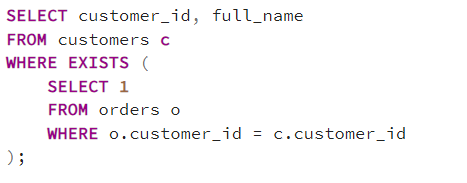 SELECT customer_id, full_name
FROM customers c
WHERE EXISTS (
    SELECT 1
    FROM orders o
    WHERE o.customer_id = c.customer_id
);